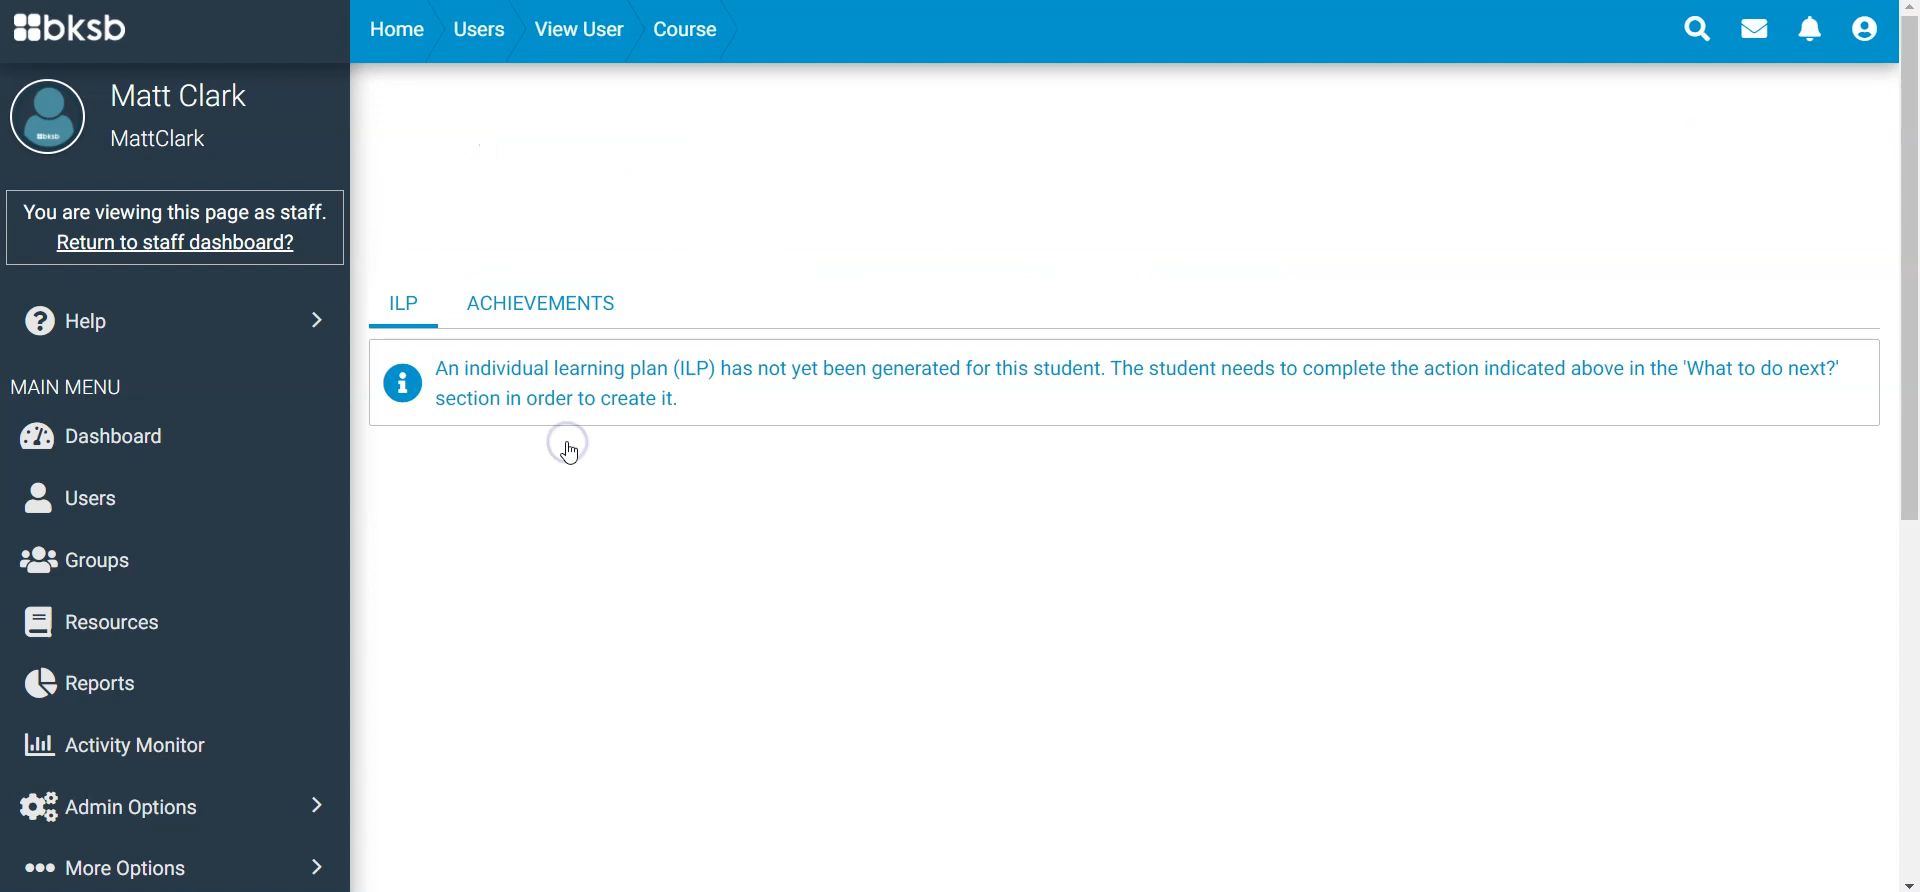 bksb
Home
Users
View User
Course
Matt Clark
MattClark
bksb
You are viewing this page as staff.
Return to staff dashboard?
Help
MAIN MENU
Dashboard
Users
Groups
Resources
Reports
Activity Monitor
Admin Options
More Options
ILP
ACHIEVEMENTS
An individual learning plan (ILP) has not yet been generated for this student. The student needs to complete the action indicated above in the 'What to do next?'
section in order to create it.